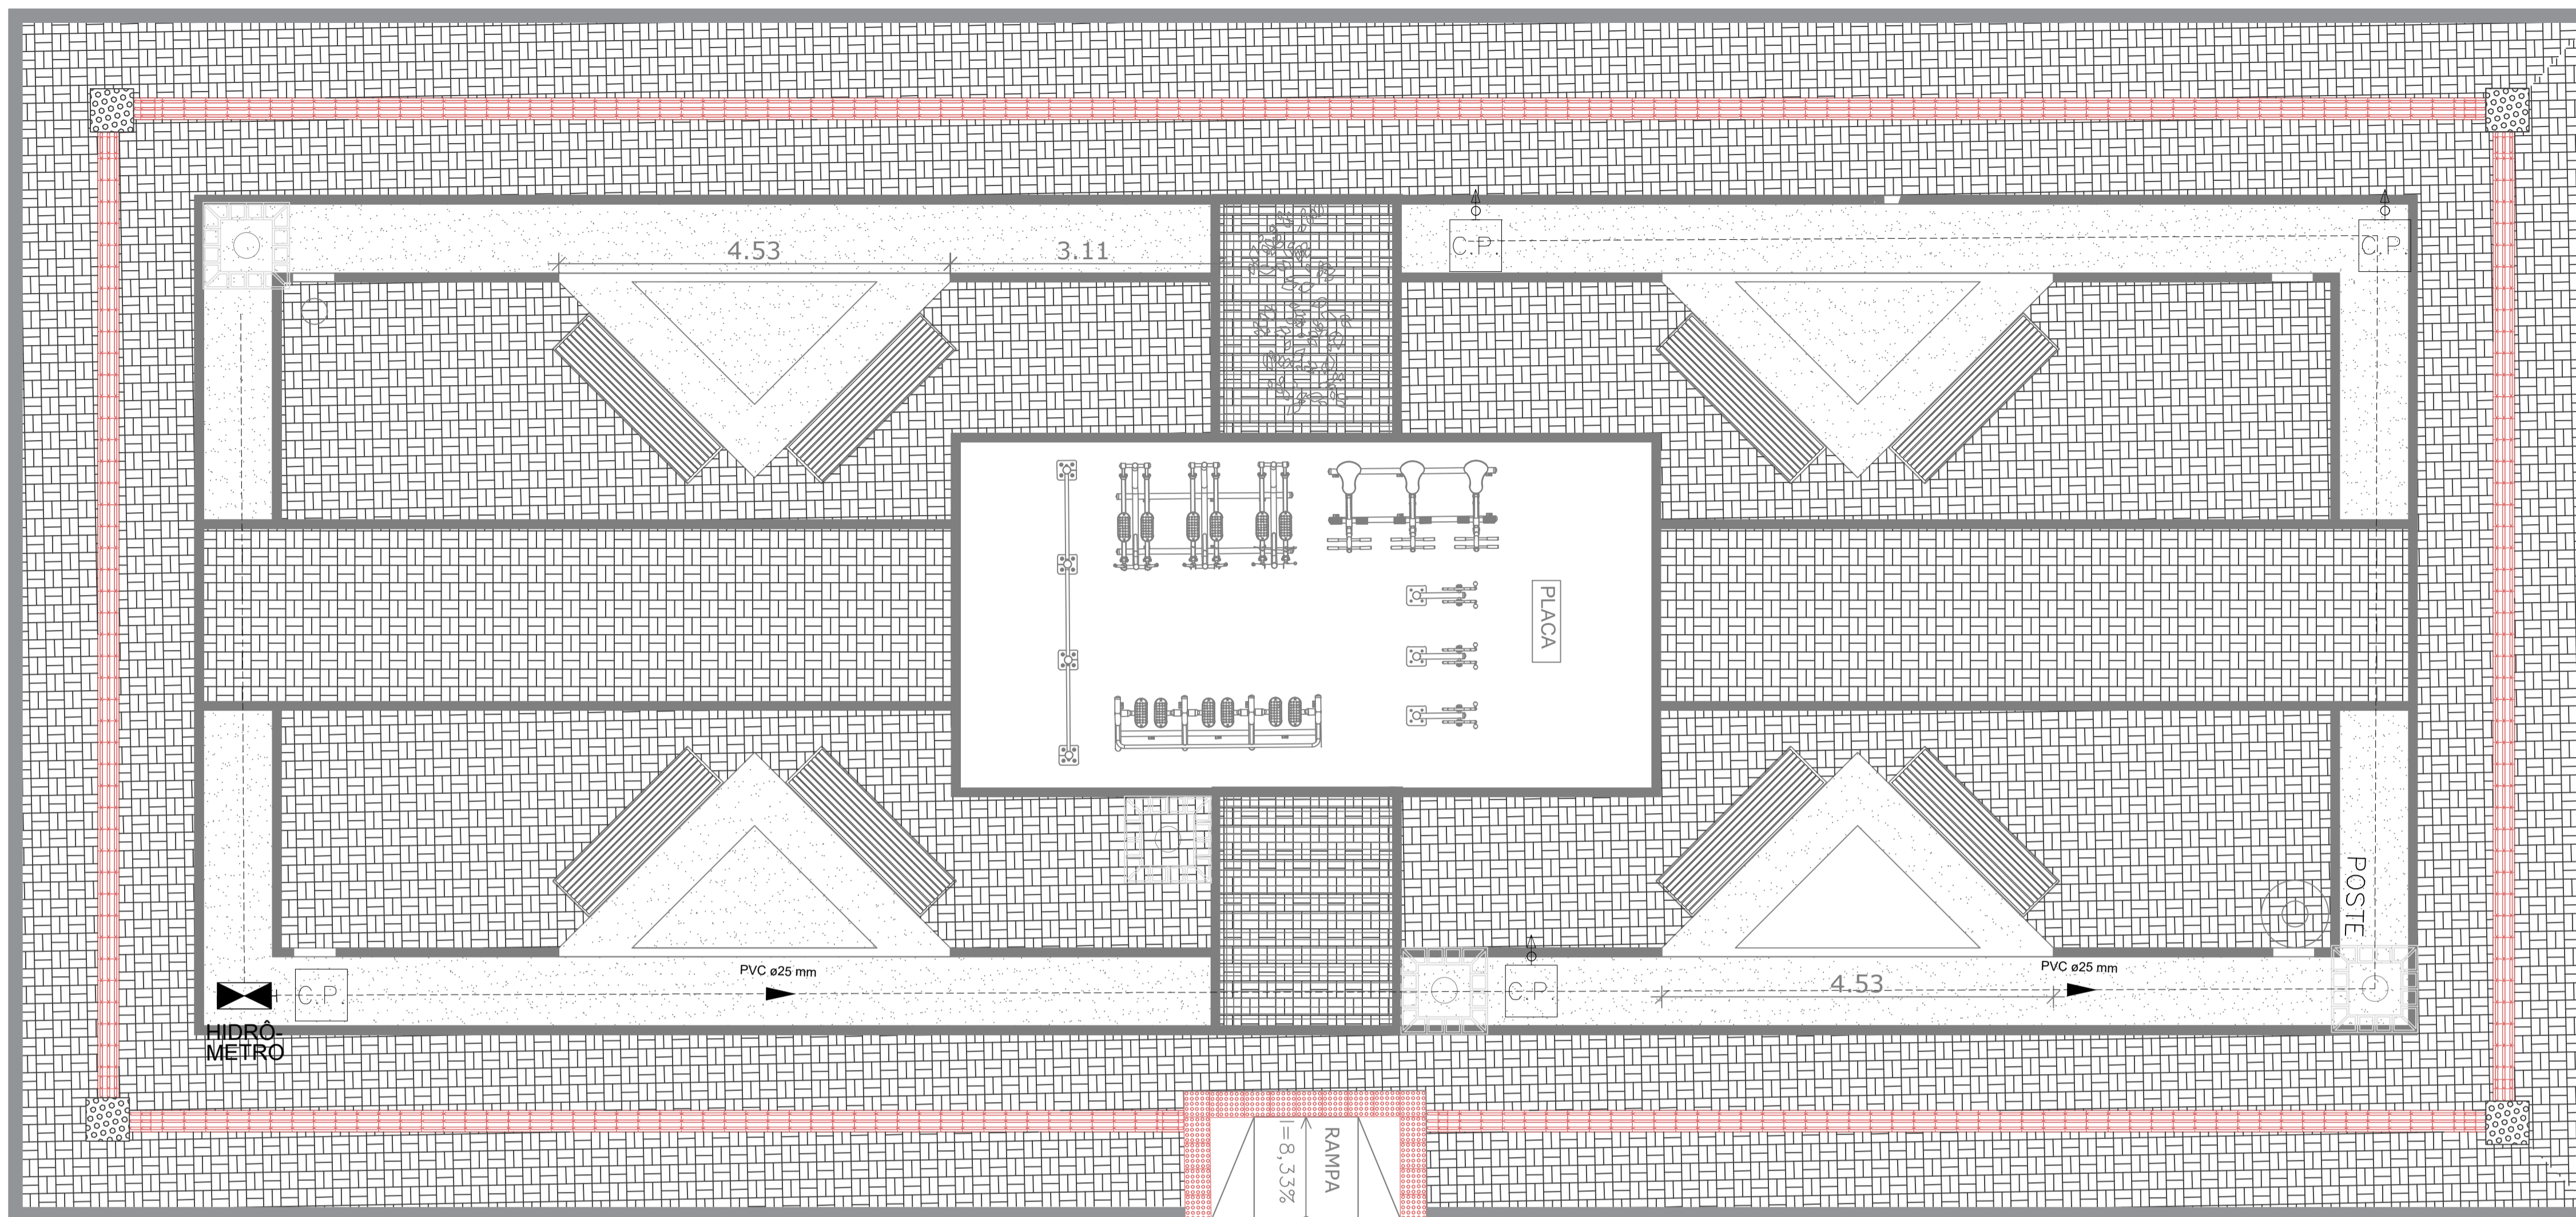 4.53
3.11
C.P.
C.P.
PLACA
POSTE
PVC ø25 mm
PVC ø25 mm
4.53
C.P.
C.P.
HIDRÔ-
METRO
RAMPA
I=8,33%